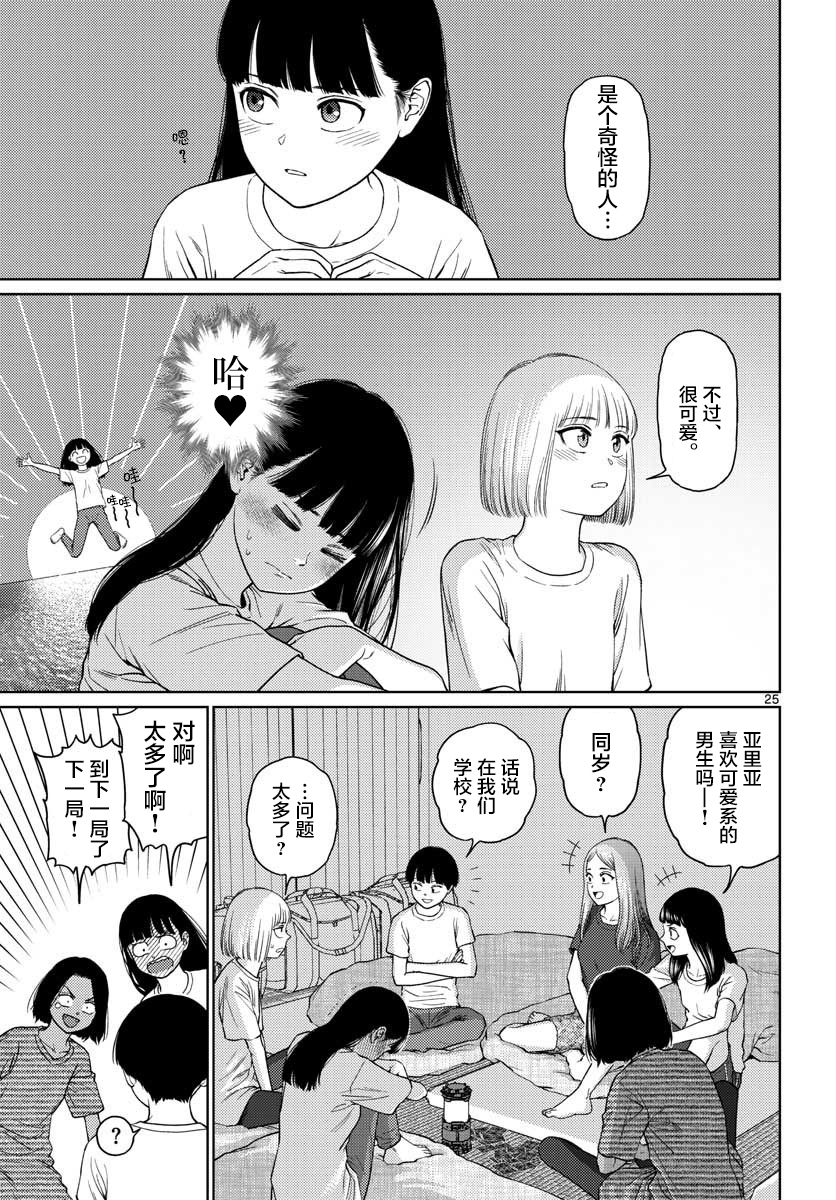 是个奇怪的人…
嗯？
不过、
很可爱。
哈♥
哇
哇哇
25
亚里亚
喜欢可爱系的
男生吗—！
同岁？
话说
在我们
学校？
…问题
太多了？
对啊
太多了啊！
到下一局了
下一局！
？